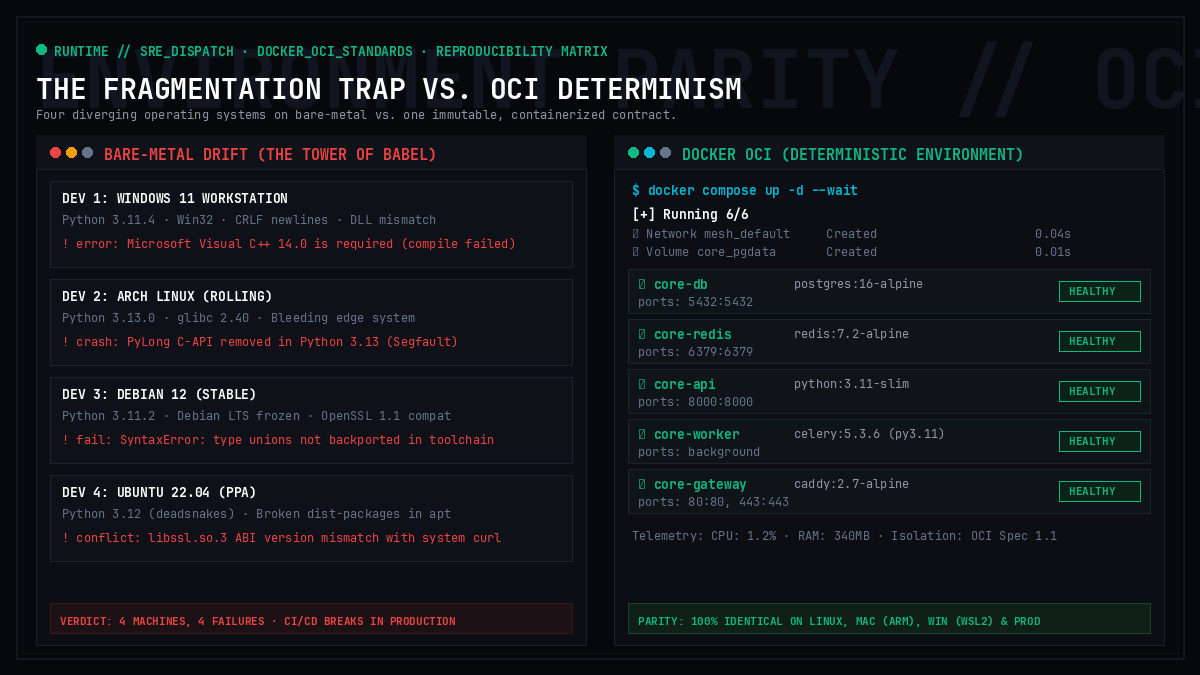 ENVIRONMENT PARITY // OCI
RUNTIME // SRE_DISPATCH · DOCKER_OCI_STANDARDS · REPRODUCIBILITY MATRIX
THE FRAGMENTATION TRAP VS. OCI DETERMINISM
Four diverging operating systems on bare-metal vs. one immutable, containerized contract.
BARE-METAL DRIFT (THE TOWER OF BABEL)
DEV 1: WINDOWS 11 WORKSTATION
Python 3.11.4 · Win32 · CRLF newlines · DLL mismatch
! error: Microsoft Visual C++ 14.0 is required (compile failed)
DEV 2: ARCH LINUX (ROLLING)
Python 3.13.0 · glibc 2.40 · Bleeding edge system
! crash: PyLong C-API removed in Python 3.13 (Segfault)
DEV 3: DEBIAN 12 (STABLE)
Python 3.11.2 · Debian LTS frozen · OpenSSL 1.1 compat
! fail: SyntaxError: type unions not backported in toolchain
DEV 4: UBUNTU 22.04 (PPA)
Python 3.12 (deadsnakes) · Broken dist-packages in apt
! conflict: libssl.so.3 ABI version mismatch with system curl
VERDICT: 4 MACHINES, 4 FAILURES · CI/CD BREAKS IN PRODUCTION
DOCKER OCI (DETERMINISTIC ENVIRONMENT)
$ docker compose up -d --wait
[+] Running 6/6
Network mesh_default Created 0.04s
Volume core_pgdata Created 0.01s
core-db postgres:16-alpine HEALTHY
ports: 5432:5432
core-redis redis:7.2-alpine HEALTHY
ports: 6379:6379
core-api python:3.11-slim HEALTHY
ports: 8000:8000
core-worker celery:5.3.6 (py3.11) HEALTHY
ports: background
core-gateway caddy:2.7-alpine HEALTHY
ports: 80:80, 443:443
Telemetry: CPU: 1.2% · RAM: 340MB · Isolation: OCI Spec 1.1
PARITY: 100% IDENTICAL ON LINUX, MAC (ARM), WIN (WSL2) & PROD